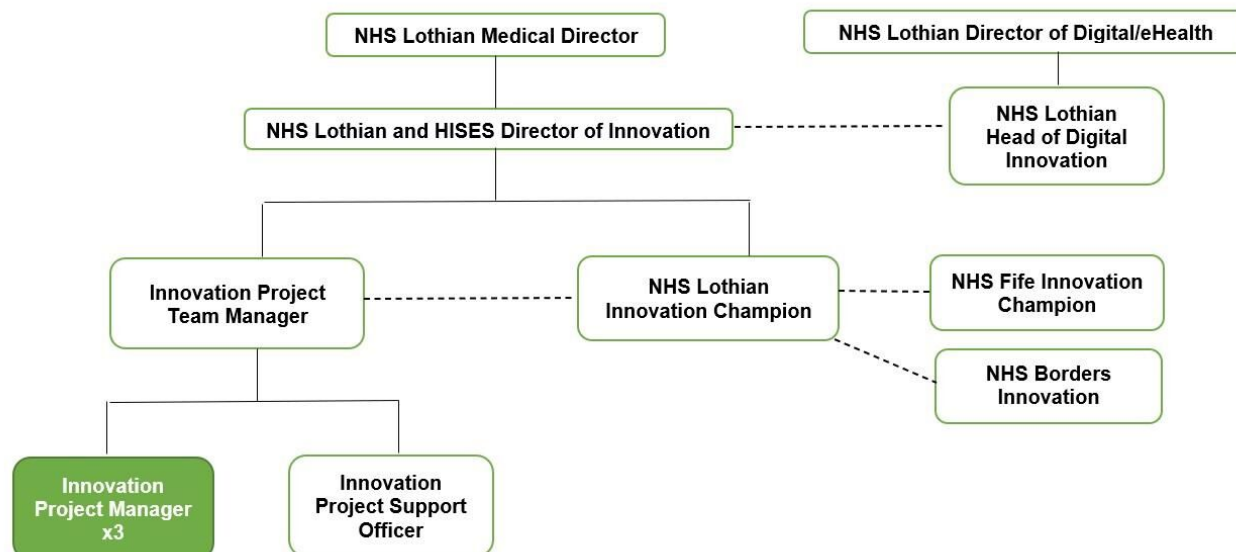 NHS Lothian Medical Director
NHS Lothian Director of Digital/eHealth
NHS Lothian and HISES Director of Innovation
NHS Lothian
Head of Digital
Innovation
Innovation Project
Team Manager
NHS Lothian
Innovation Champion
NHS Fife Innovation
Champion
NHS Borders
Innovation
Innovation
Project Manager
x3
Innovation
Project Support
Officer